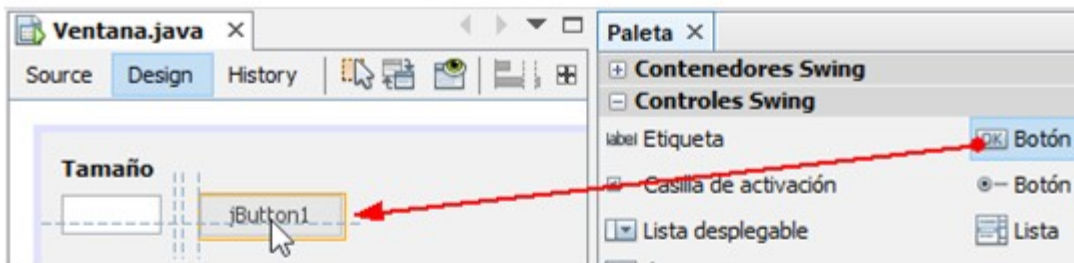 Ventana.java
Source Design History
Tamaño
jButton1
Paleta
Contenedores Swing
Controles Swing
label Etiqueta
OK Botón
Casilla de activación
Botón
Lista desplegable
Lista